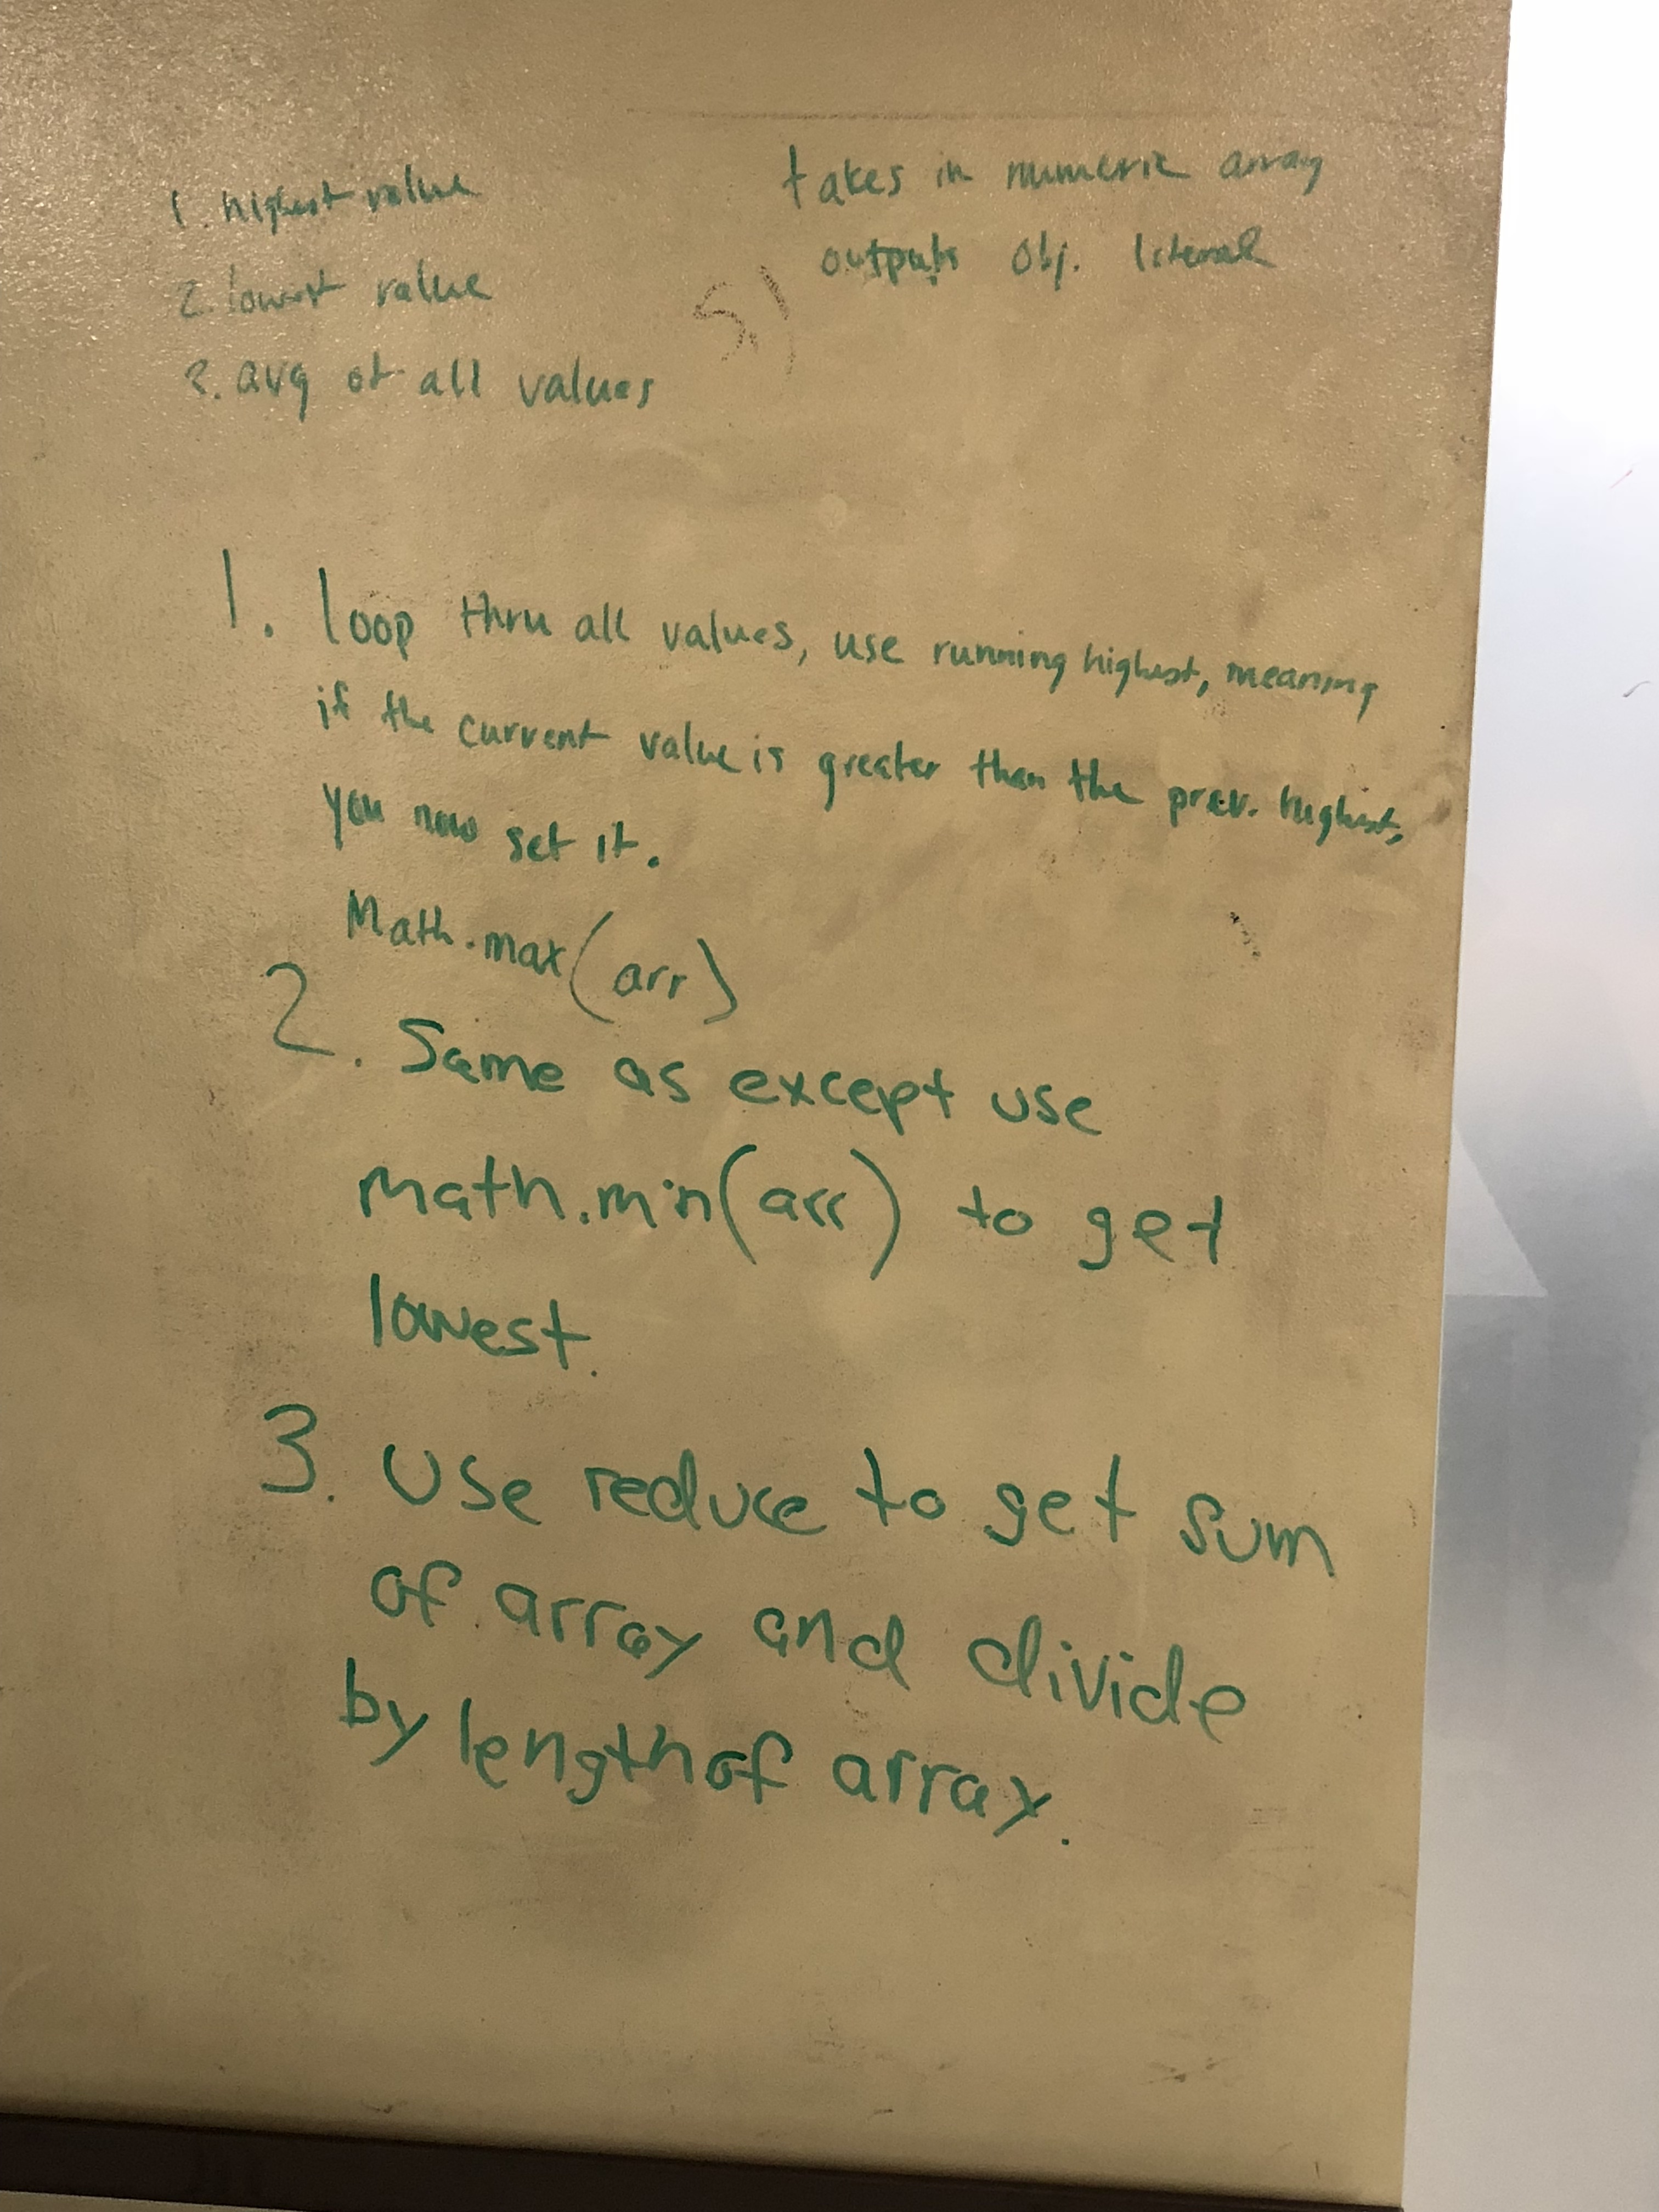 1. highest value
2. lowest value
3. avg of all values
takes in numeric array
outputs obj. literal
5)
1. loop thru all values, use running highest, meaning
if the current value is greater than the prev. highest,
you now set it.
Math.max(arr)
2. Same as except use
math.min(arr) to get
lowest.
3. Use reduce to get sum
of array and divide
by length of array.